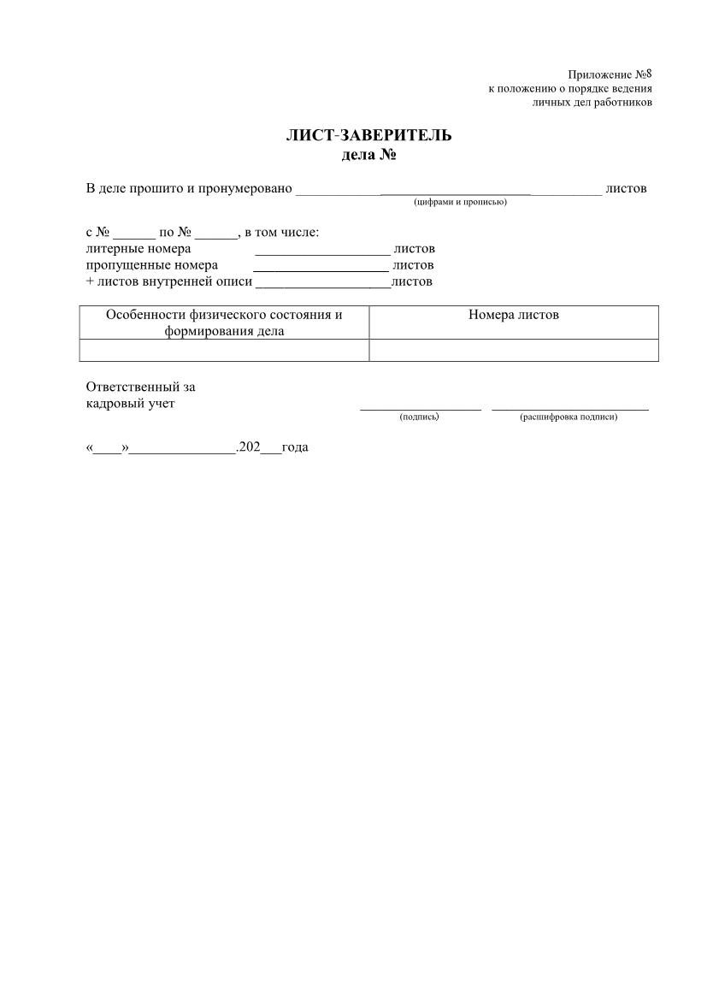 Приложение №8
к положению о порядке ведения
личных дел работников
ЛИСТ-ЗАВЕРИТЕЛЬ
дела №
В деле прошито и пронумеровано ____________________________________________ листов
(цифрами и прописью)
с № ______ по № ______, в том числе:
литерные номера ___________________ листов
пропущенные номера ___________________ листов
+ листов внутренней описи ___________________листов
Особенности физического состояния и формирования дела | Номера листов
Ответственный за
кадровый учет _________________ ______________________
(подпись) (расшифровка подписи)
«____»_______________.202___года